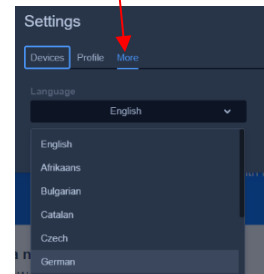 Settings
Devices Profile More
Language
English
English
Afrikaans
Bulgarian
Catalan
Czech
German